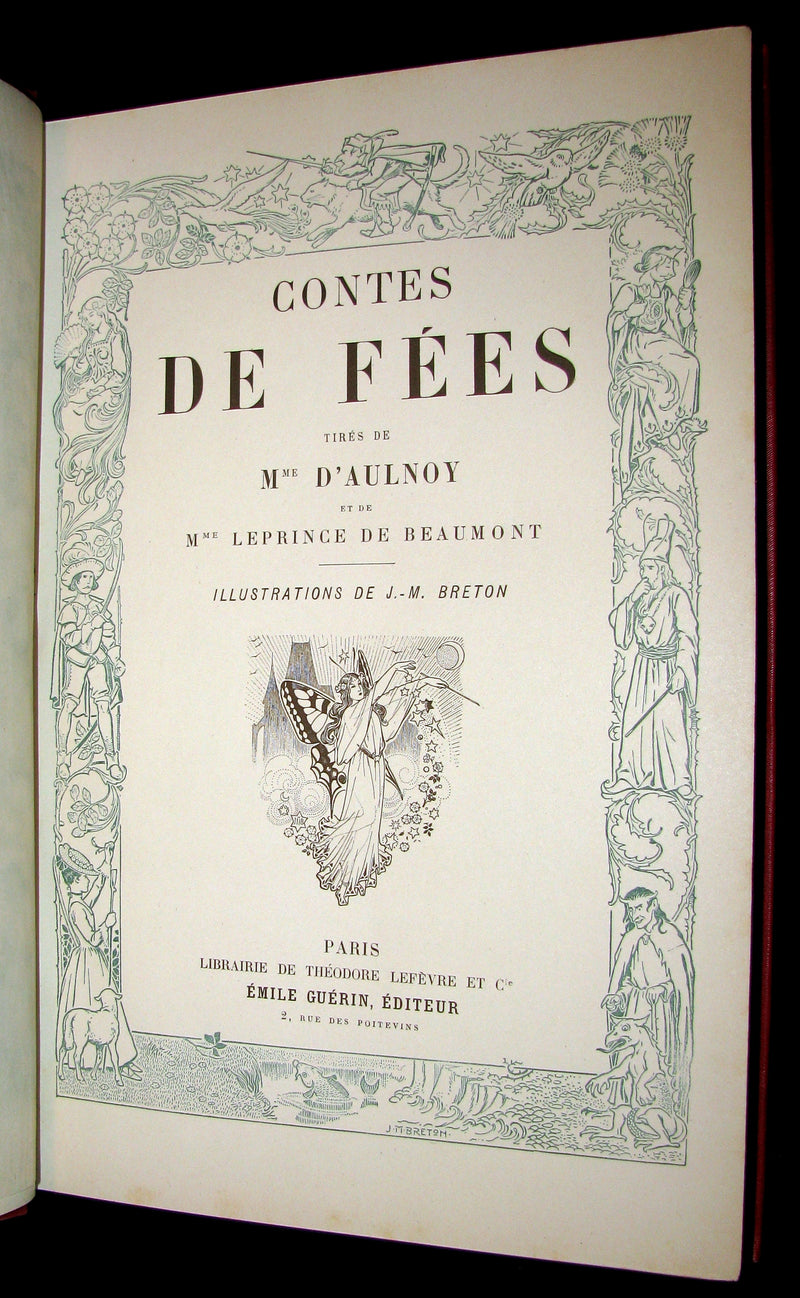 CONTES
DE FÉES
TIRÉS DE
Mme D'AULNOY
ET DE
Mme LEPRINCE DE BEAUMONT
ILLUSTRATIONS DE J.-M. BRETON
PARIS
LIBRAIRIE DE THÉODORE LEFÈVRE ET Cie
ÉMILE GUÉRIN, ÉDITEUR
2, RUE DES POITEVINS
J·M·BRETON·